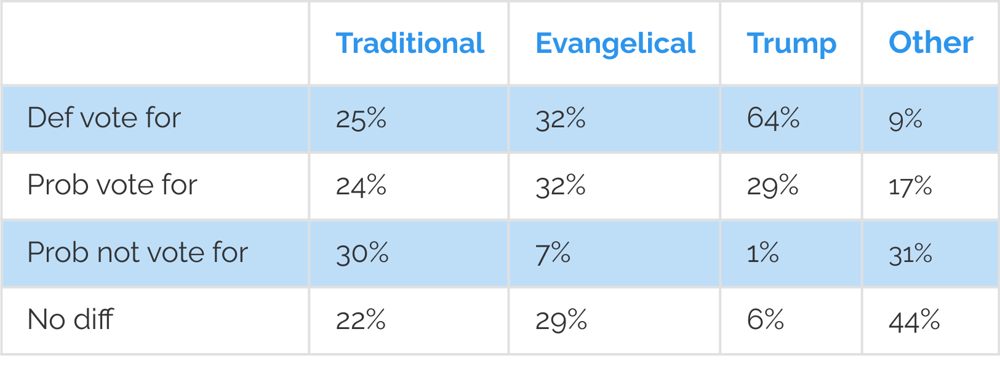 Traditional Evangelical Trump Other
Def vote for 25% 32% 64% 9%
Prob vote for 24% 32% 29% 17%
Prob not vote for 30% 7% 1% 31%
No diff 22% 29% 6% 44%